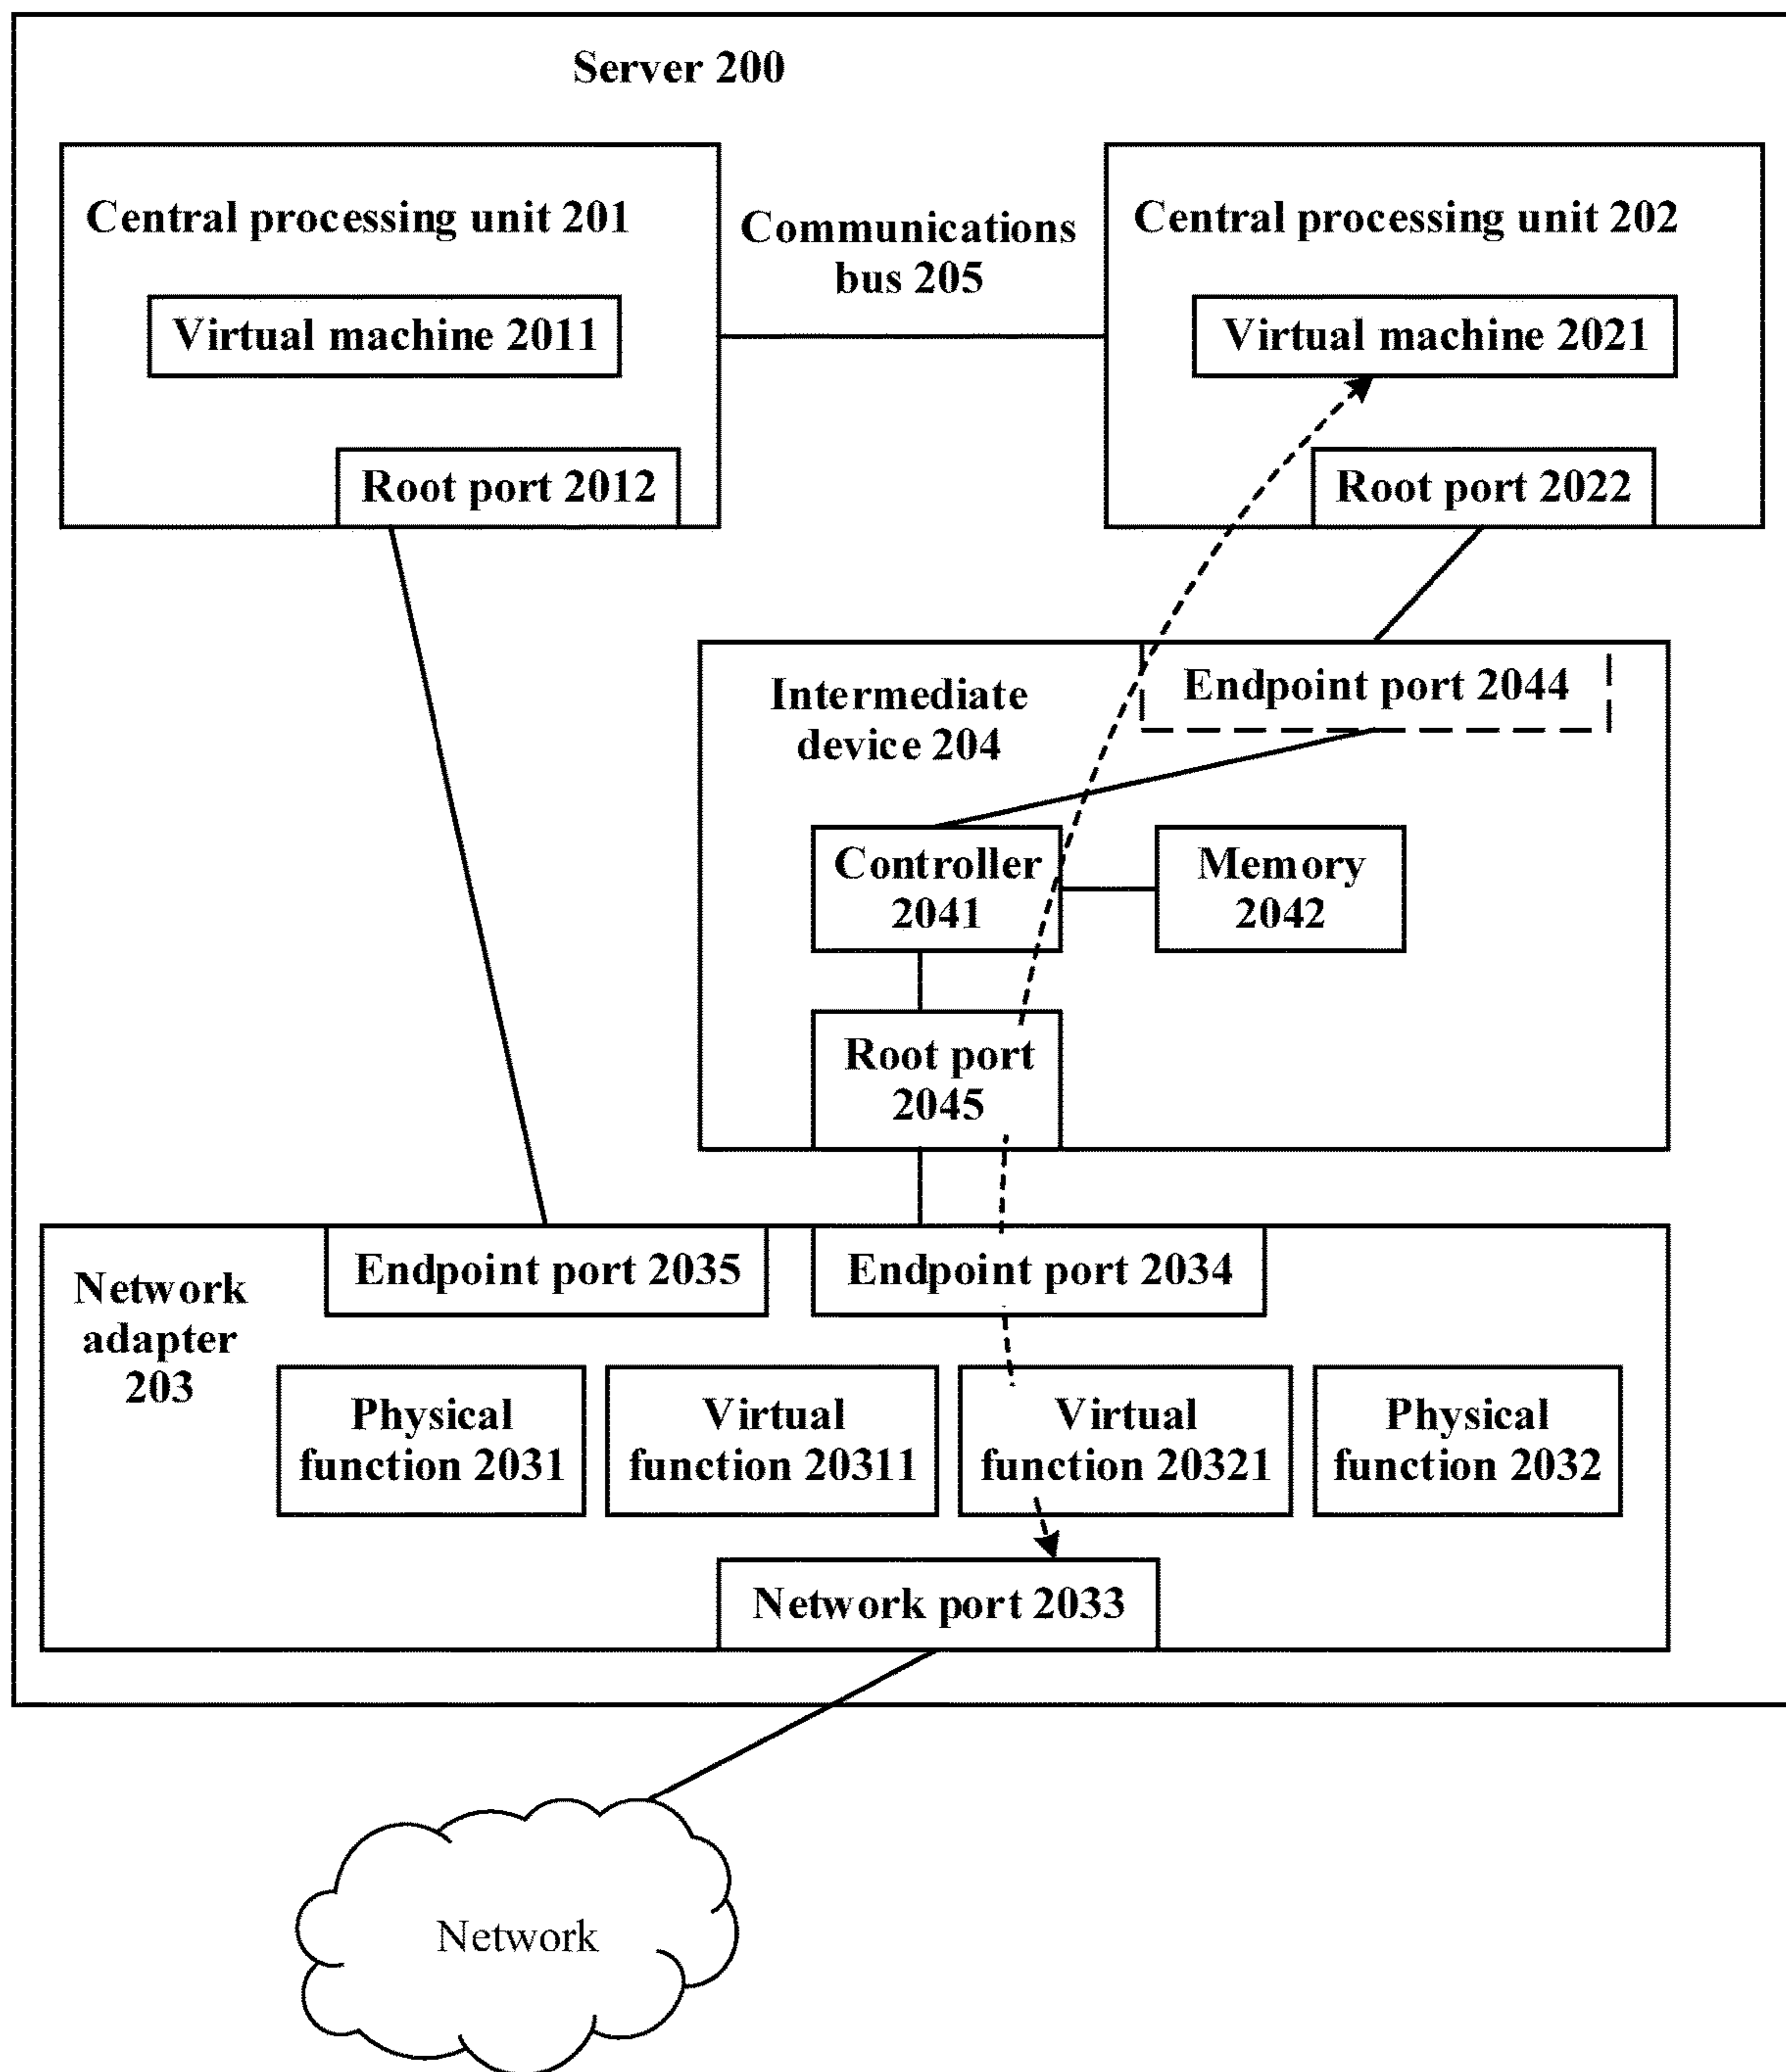 Server 200
Central processing unit 201
Communications
bus 205
Central processing unit 202
Virtual machine 2011
Virtual machine 2021
Root port 2012
Root port 2022
Intermediate
device 204
Endpoint port 2044
Controller
2041
Memory
2042
Root port
2045
Network
adapter
203
Endpoint port 2035
Endpoint port 2034
Physical
function 2031
Virtual
function 20311
Virtual
function 20321
Physical
function 2032
Network port 2033
Network